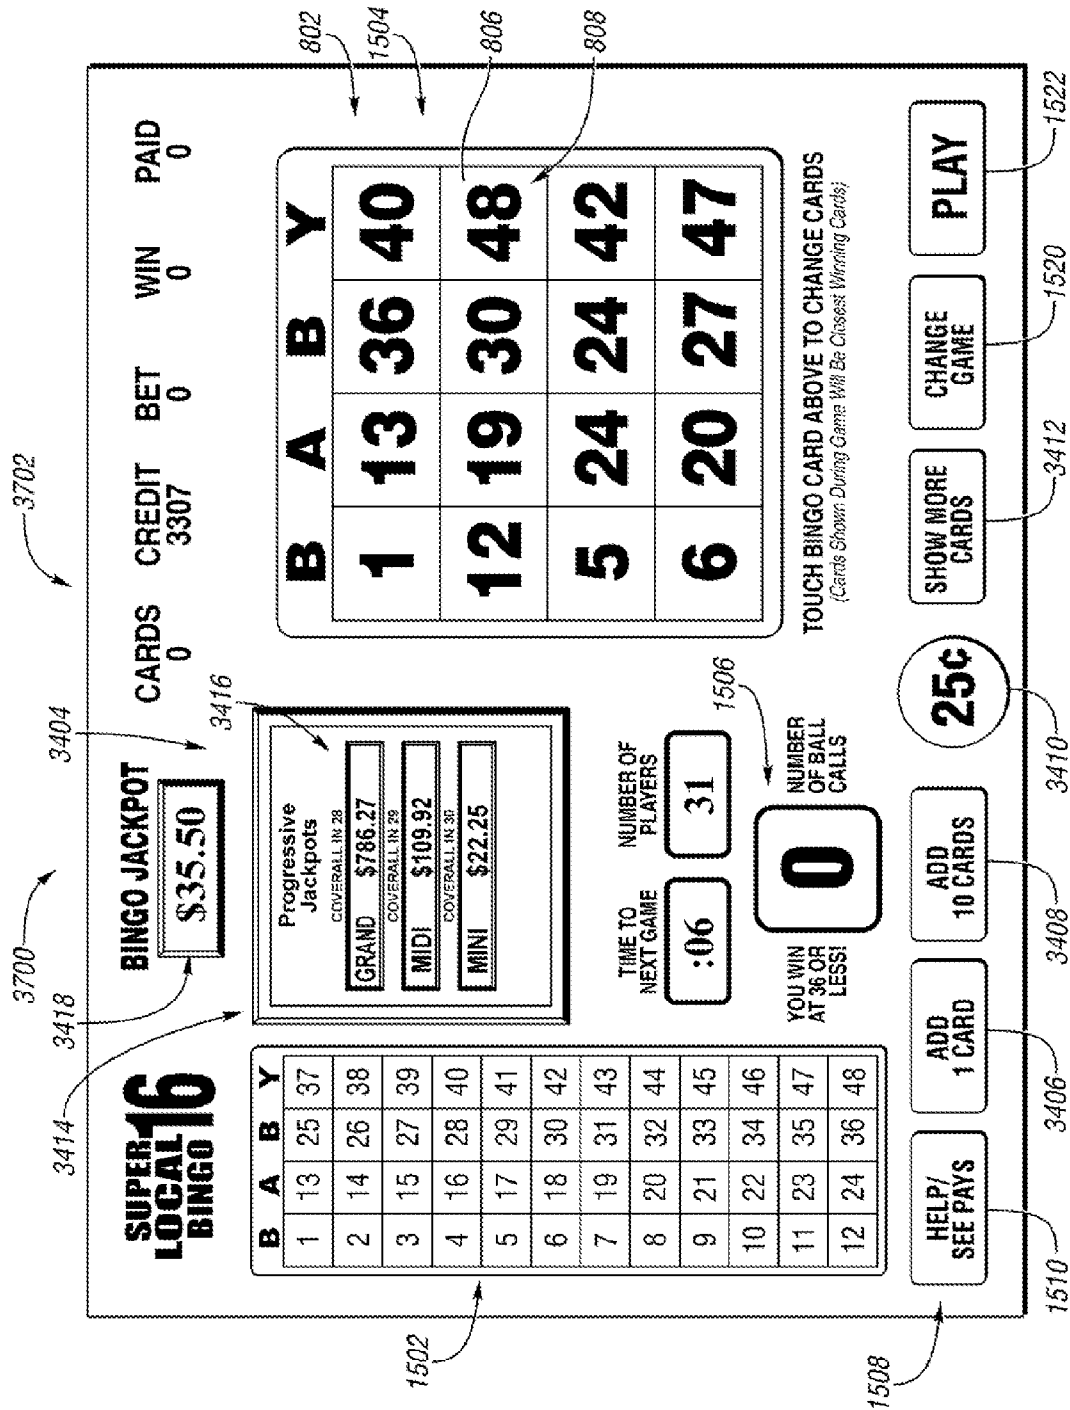 3700
3702
3404
3418
3414
3416
802
1504
806
808
SUPER
LOCAL 16
BINGO
BINGO JACKPOT
$35.50
CARDS CREDIT BET WIN PAID
0 3307 0 0 0
B A B Y
1 13 25 37
2 14 26 38
3 15 27 39
4 16 28 40
5 17 29 41
6 18 30 42
7 19 31 43
8 20 32 44
9 21 33 45
10 22 34 46
11 23 35 47
12 24 36 48
1502
Progressive
Jackpots
COVERALL IN 28
GRAND $786.27
COVERALL IN 29
MIDI $109.92
COVERALL IN 30
MINI $22.25
TIME TO
NEXT GAME
:06
NUMBER OF
PLAYERS
31
YOU WIN
AT 36 OR
LESS!
0
NUMBER
OF BALL
CALLS
1506
B A B Y
1 13 36 40
12 19 30 48
5 24 24 42
6 20 27 47
TOUCH BINGO CARD ABOVE TO CHANGE CARDS
(Cards Shown During Game Will Be Closest Winning Cards)
HELP/
SEE PAYS
ADD
1 CARD
ADD
10 CARDS
25¢
SHOW MORE
CARDS
CHANGE
GAME
PLAY
1508
1510
3406
3408
3410
3412
1520
1522